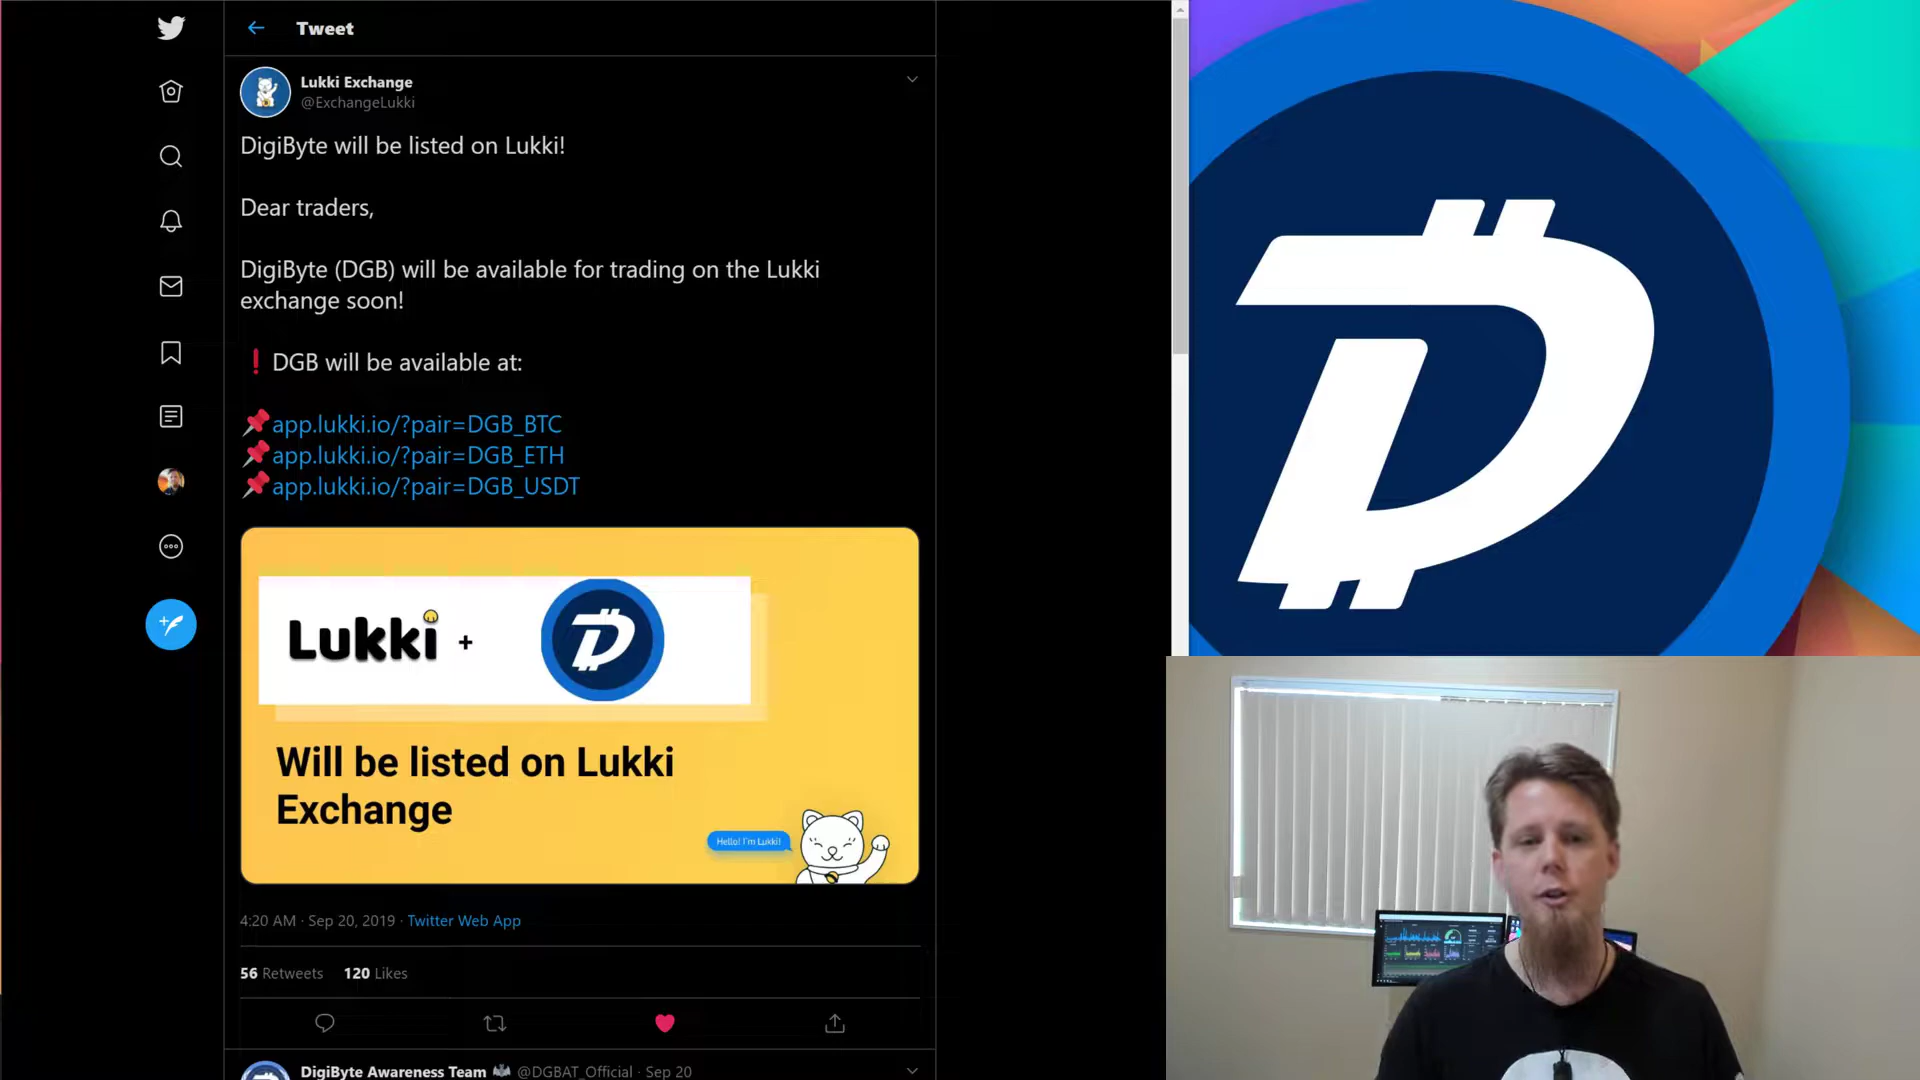 Tweet
Lukki Exchange
@ExchangeLukki
DigiByte will be listed on Lukki!
Dear traders,
DigiByte (DGB) will be available for trading on the Lukki
exchange soon!
❗ DGB will be available at:
📌 app.lukki.io/?pair=DGB_BTC
📌 app.lukki.io/?pair=DGB_ETH
📌 app.lukki.io/?pair=DGB_USDT
Lukki +
Will be listed on Lukki
Exchange
Hello! I'm Lukki!
4:20 AM · Sep 20, 2019 · Twitter Web App
56 Retweets 120 Likes
DigiByte Awareness Team @DGBAT_Official · Sep 20